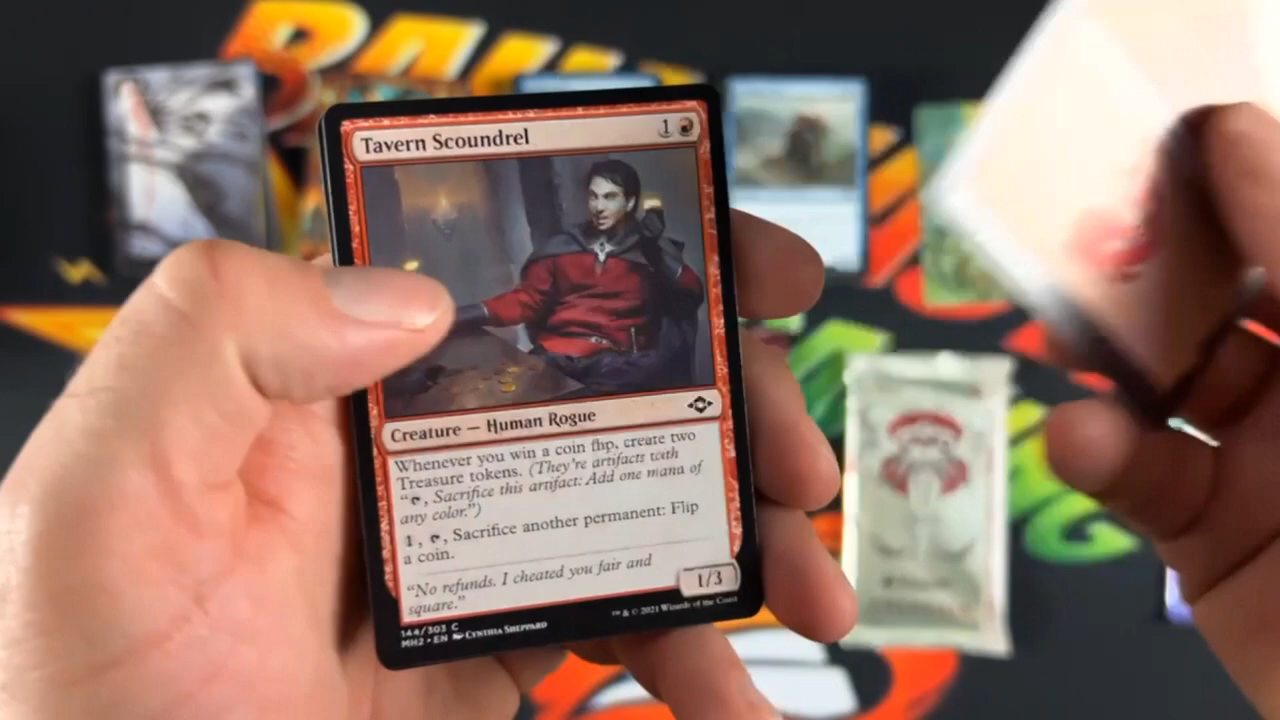 Tavern Scoundrel 1
Creature — Human Rogue
Whenever you win a coin flip, create two
Treasure tokens. (They're artifacts with
“, Sacrifice this artifact: Add one mana of
any color.”)
1, , Sacrifice another permanent: Flip
a coin.
“No refunds. I cheated you fair and
square.”
1/3
144/303 C
MH2 • EN Cynthia Sheppard
™ & © 2021 Wizards of the Coast